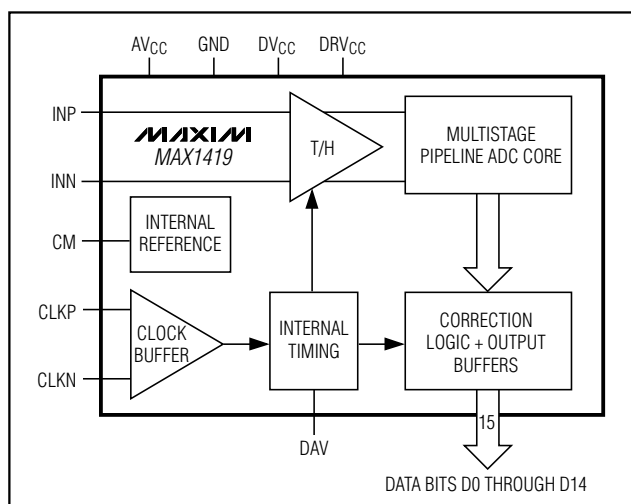 AVCC GND DVCC DRVCC
INP
MAXIM
MAX1419
T/H
MULTISTAGE
PIPELINE ADC CORE
INN
INTERNAL
REFERENCE
CM
CLKP
CLOCK
BUFFER
INTERNAL
TIMING
CORRECTION
LOGIC + OUTPUT
BUFFERS
CLKN
15
DAV
DATA BITS D0 THROUGH D14